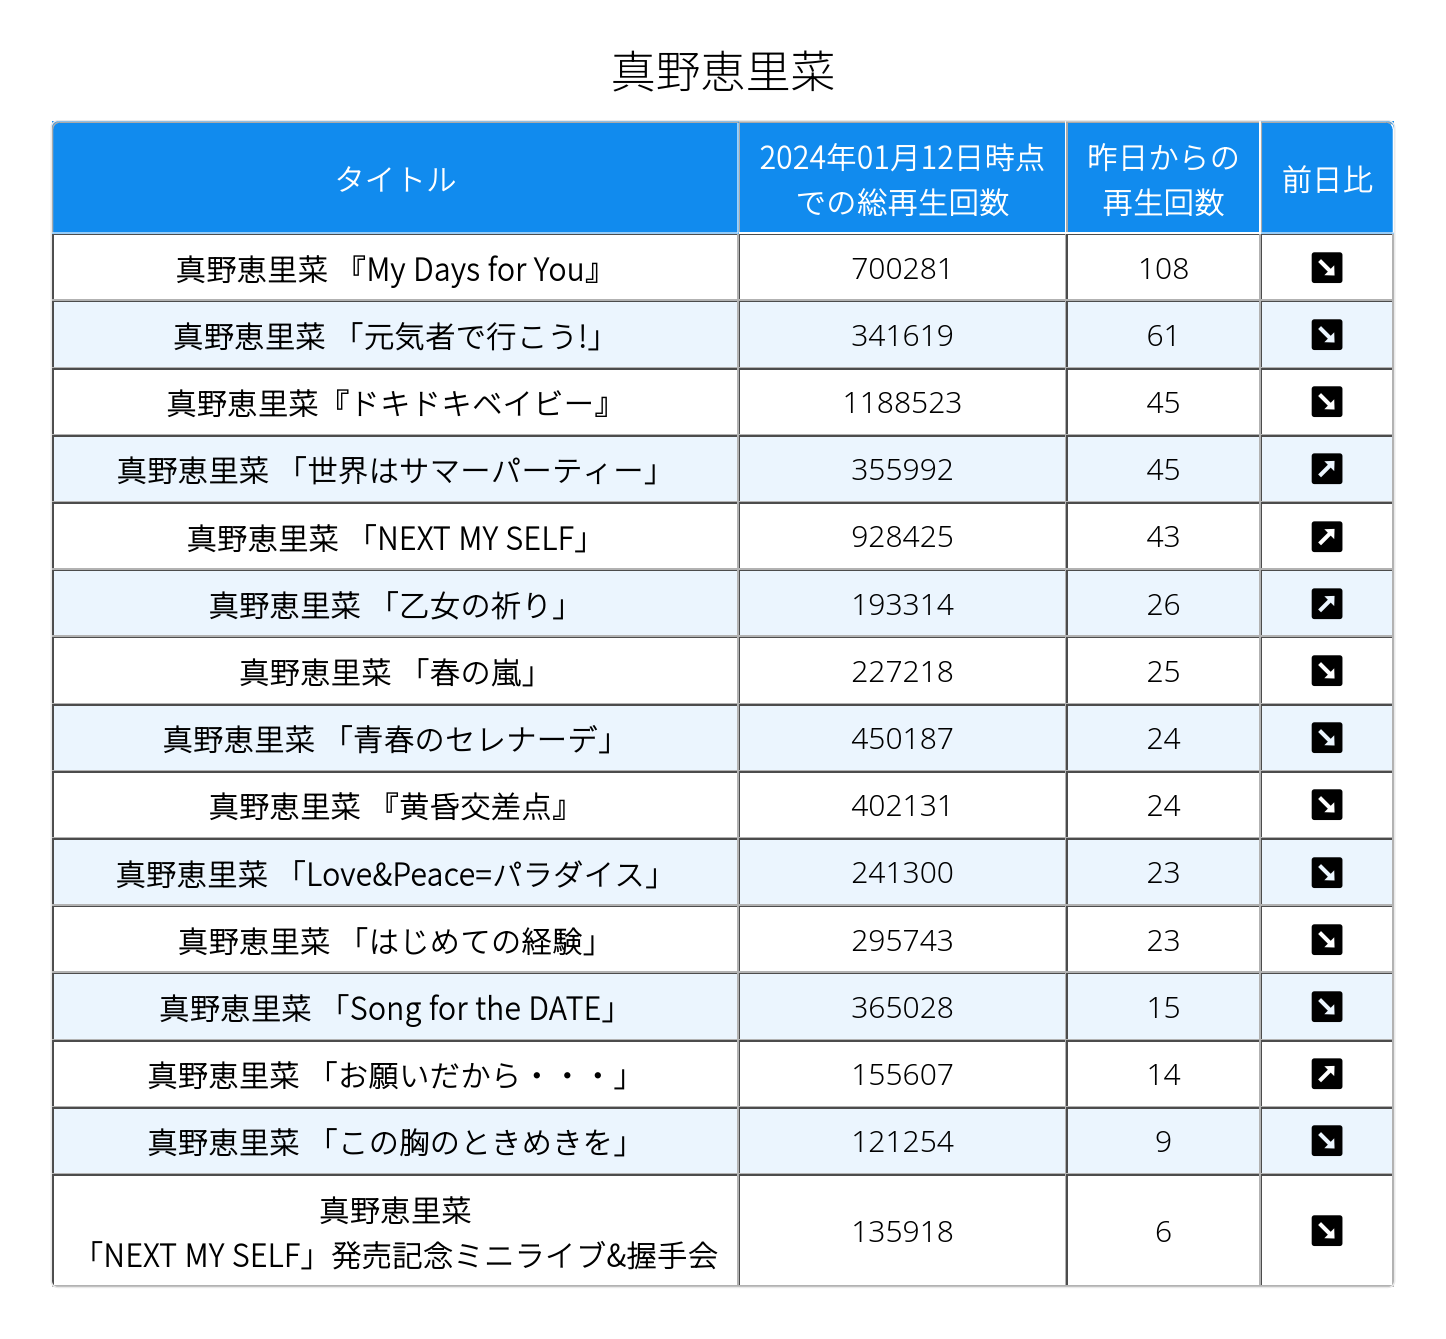 真野恵里菜
タイトル
2024年01月12日時点
での総再生回数
昨日からの
再生回数
前日比
真野恵里菜 『My Days for You』 700281 108 ↘
真野恵里菜 「元気者で行こう!」 341619 61 ↘
真野恵里菜『ドキドキベイビー』 1188523 45 ↘
真野恵里菜 「世界はサマーパーティー」 355992 45 ↗
真野恵里菜 「NEXT MY SELF」 928425 43 ↗
真野恵里菜 「乙女の祈り」 193314 26 ↗
真野恵里菜 「春の嵐」 227218 25 ↘
真野恵里菜 「青春のセレナーデ」 450187 24 ↘
真野恵里菜 『黄昏交差点』 402131 24 ↘
真野恵里菜 「Love&Peace=パラダイス」 241300 23 ↘
真野恵里菜 「はじめての経験」 295743 23 ↘
真野恵里菜 「Song for the DATE」 365028 15 ↘
真野恵里菜 「お願いだから・・・」 155607 14 ↗
真野恵里菜 「この胸のときめきを」 121254 9 ↘
真野恵里菜
「NEXT MY SELF」発売記念ミニライブ&握手会 135918 6 ↘